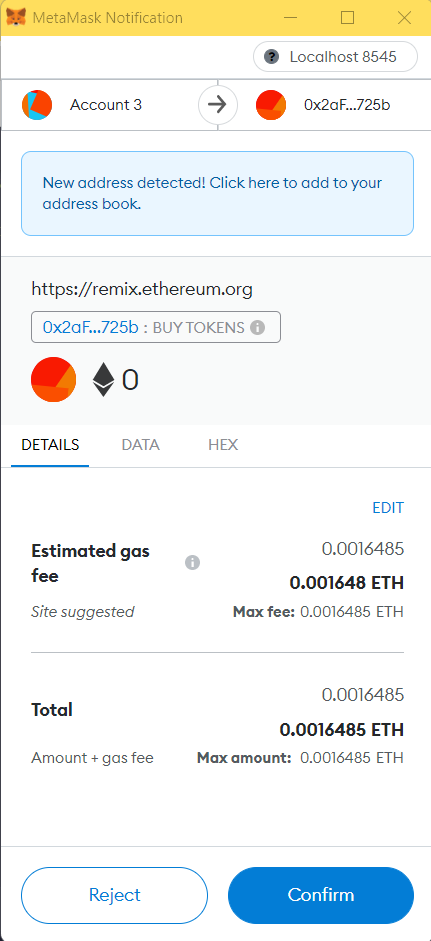 MetaMask Notification
Localhost 8545
Account 3
0x2aF...725b
New address detected! Click here to add to your
address book.
https://remix.ethereum.org
0x2aF...725b : BUY TOKENS
0
DETAILS
DATA
HEX
EDIT
Estimated gas
fee
0.0016485
0.001648 ETH
Site suggested
Max fee: 0.0016485 ETH
0.0016485
Total
0.0016485 ETH
Amount + gas fee
Max amount: 0.0016485 ETH
Reject
Confirm